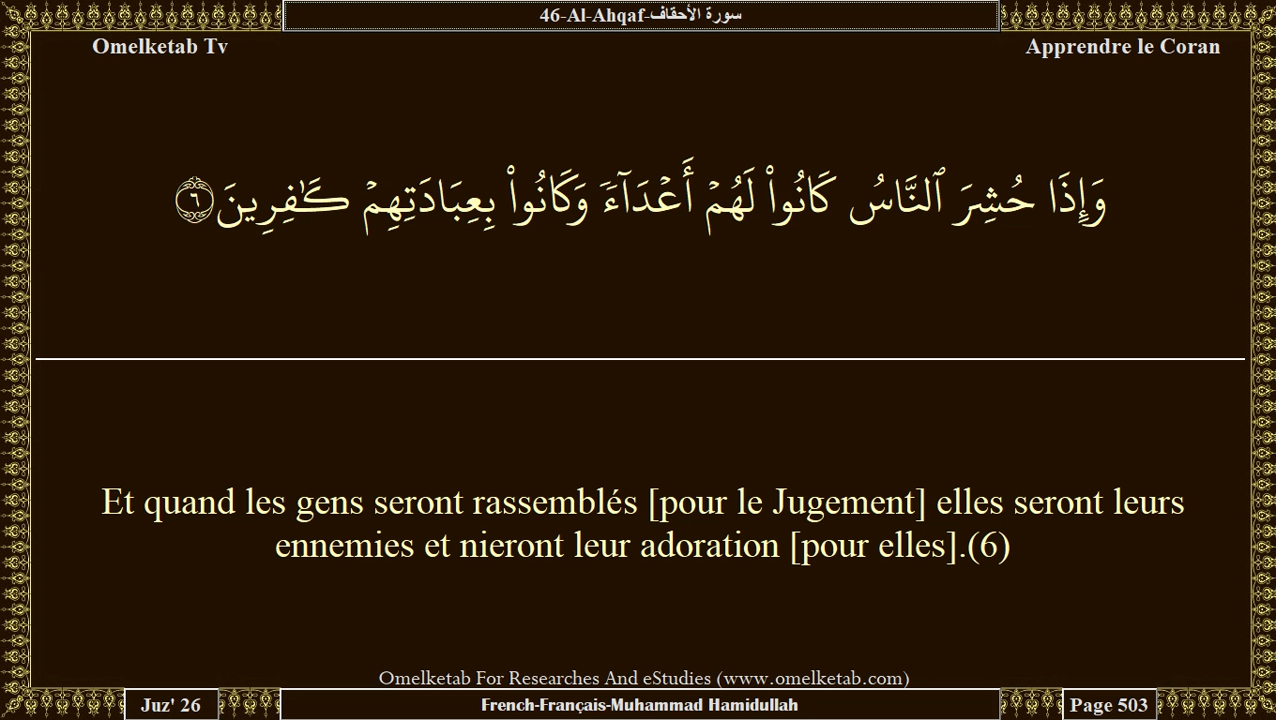 46-Al-Ahqaf-سورة الأحقاف
Omelketab Tv
Apprendre le Coran
وَإِذَا حُشِرَ ٱلنَّاسُ كَانُوا۟ لَهُمْ أَعْدَآءً وَكَانُوا۟ بِعِبَادَتِهِمْ كَـٰفِرِينَ ٦
Et quand les gens seront rassemblés [pour le Jugement] elles seront leurs
ennemies et nieront leur adoration [pour elles].(6)
Omelketab For Researches And eStudies (www.omelketab.com)
Juz' 26
French-Français-Muhammad Hamidullah
Page 503